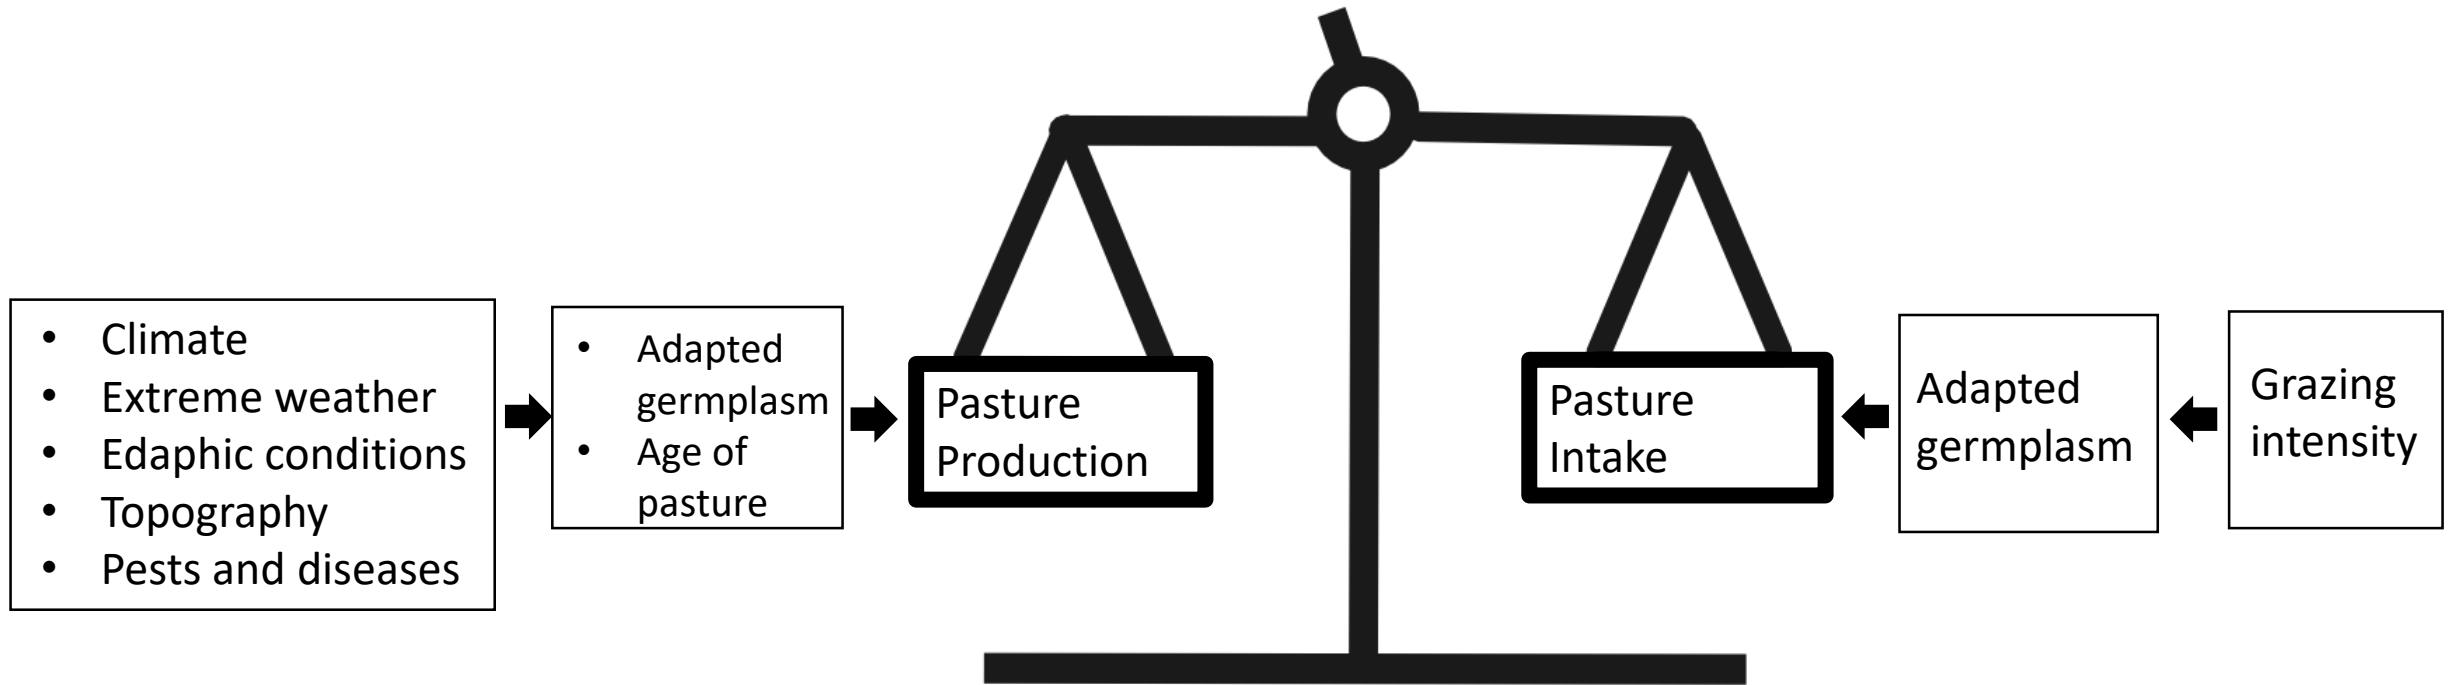 • Climate
• Extreme weather
• Edaphic conditions
• Topography
• Pests and diseases
• Adapted
germplasm
• Age of
pasture
Pasture
Production
Pasture
Intake
Adapted
germplasm
Grazing
intensity